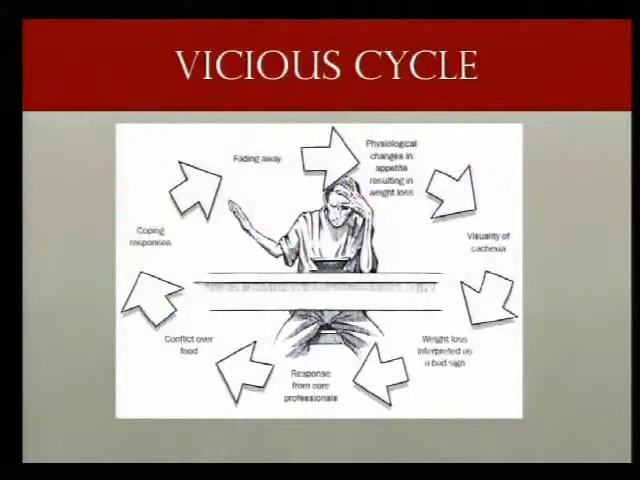 VICIOUS CYCLE
Fading away
Physiological
changes in
appetite
resulting in
weight loss
Visuality of
cachexia
Weight loss
interpreted as
a bad sign
Response
from care
professionals
Conflict over
food
Coping
responses